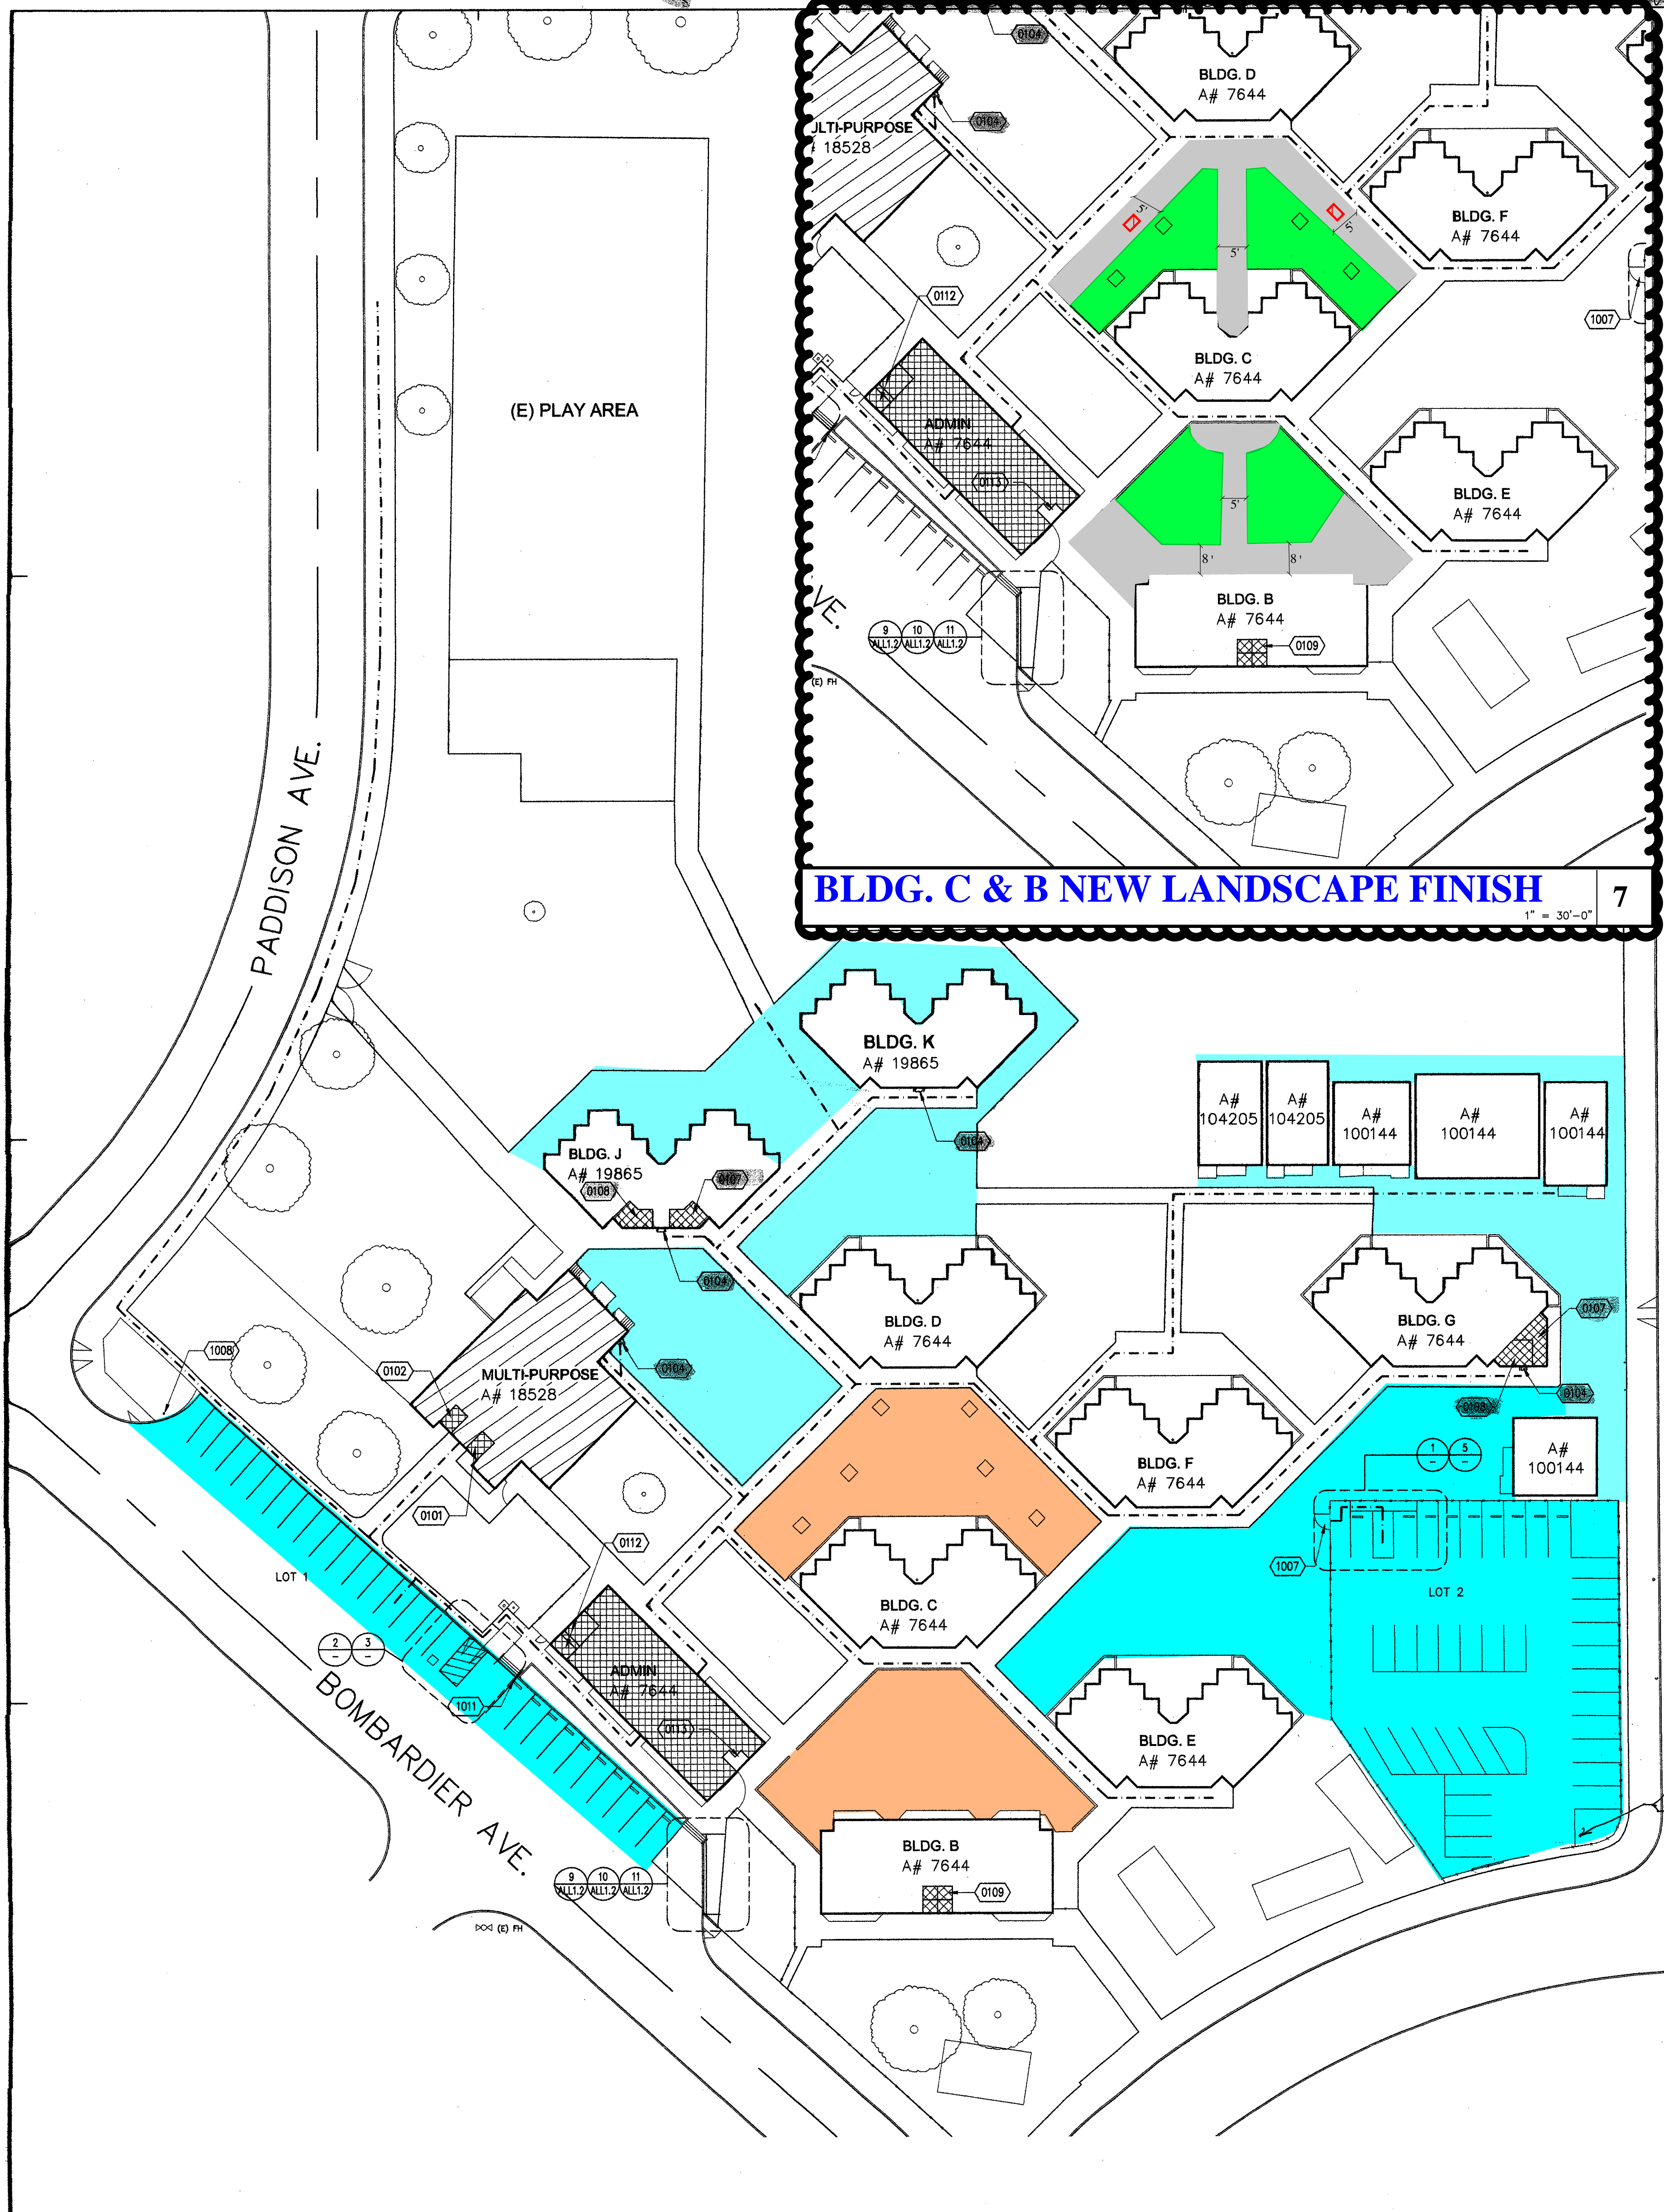 0104
BLDG. D
A# 7644
0104
ULTI-PURPOSE
# 18528
BLDG. F
A# 7644
5'
5'
5'
0112
1007
BLDG. C
A# 7644
(E) PLAY AREA
ADMIN
A# 7644
0113
BLDG. E
A# 7644
5'
8'
8'
VE.
BLDG. B
A# 7644
9
ALL1.2
10
ALL1.2
11
ALL1.2
0109
(E) FH
PADDISON AVE.
BLDG. C & B NEW LANDSCAPE FINISH
7
1" = 30'-0"
BLDG. K
A# 19865
A#
104205
A#
104205
A#
100144
A#
100144
A#
100144
0104
BLDG. J
A# 19865
0108
0107
0104
BLDG. D
A# 7644
BLDG. G
A# 7644
0107
1008
0102
MULTI-PURPOSE
A# 18528
0104
0104
0108
1
–
5
–
A#
100144
BLDG. F
A# 7644
0101
0112
1007
LOT 1
LOT 2
BLDG. C
A# 7644
2
–
3
–
ADMIN
A# 7644
1011
0113
BOMBARDIER AVE.
BLDG. E
A# 7644
BLDG. B
A# 7644
9
ALL1.2
10
ALL1.2
11
ALL1.2
0109
(E) FH